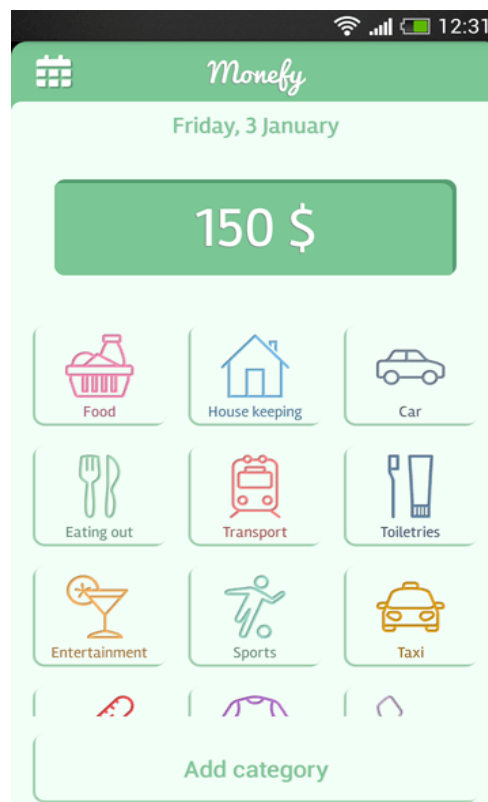 12:31
Monefy
Friday, 3 January
150 $
Food
House keeping
Car
Eating out
Transport
Toiletries
Entertainment
Sports
Taxi
Add category